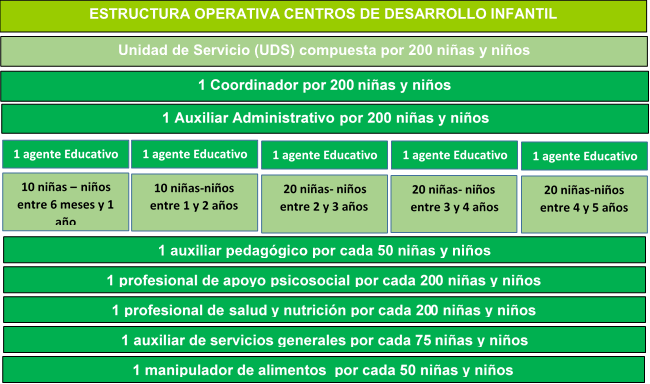 ESTRUCTURA OPERATIVA CENTROS DE DESARROLLO INFANTIL
Unidad de Servicio (UDS) compuesta por 200 niñas y niños
1 Coordinador por 200 niñas y niños
1 Auxiliar Administrativo por 200 niñas y niños
1 agente Educativo
1 agente Educativo
1 agente Educativo
1 agente Educativo
1 agente Educativo
10 niñas – niños
entre 6 meses y 1
año
10 niñas-niños
entre 1 y 2 años
20 niñas- niños
entre 2 y 3 años
20 niñas- niños
entre 3 y 4 años
20 niñas-niños
entre 4 y 5 años
1 auxiliar pedagógico por cada 50 niñas y niños
1 profesional de apoyo psicosocial por cada 200 niñas y niños
1 profesional de salud y nutrición por cada 200 niñas y niños
1 auxiliar de servicios generales por cada 75 niñas y niños
1 manipulador de alimentos por cada 50 niñas y niños